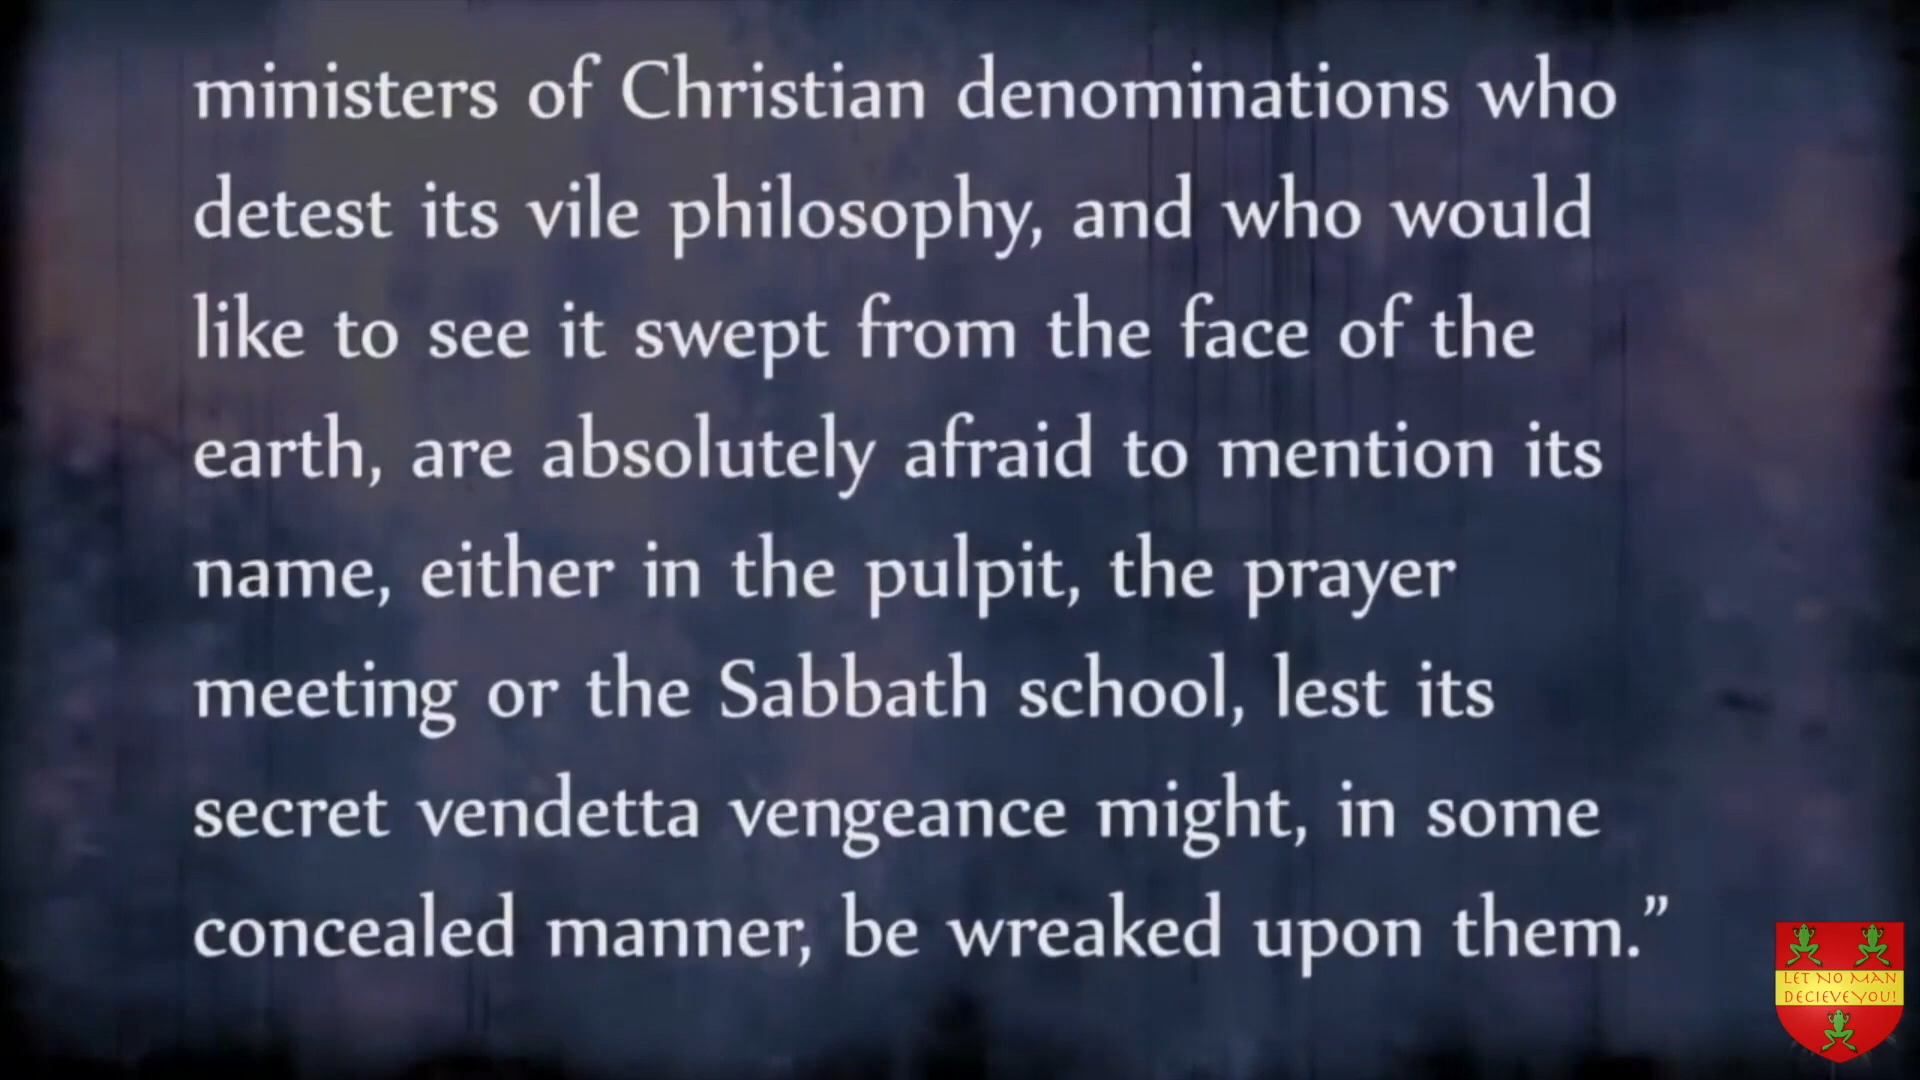 ministers of Christian denominations who
detest its vile philosophy, and who would
like to see it swept from the face of the
earth, are absolutely afraid to mention its
name, either in the pulpit, the prayer
meeting or the Sabbath school, lest its
secret vendetta vengeance might, in some
concealed manner, be wreaked upon them.”
LET NO MAN
DECIEVE YOU!